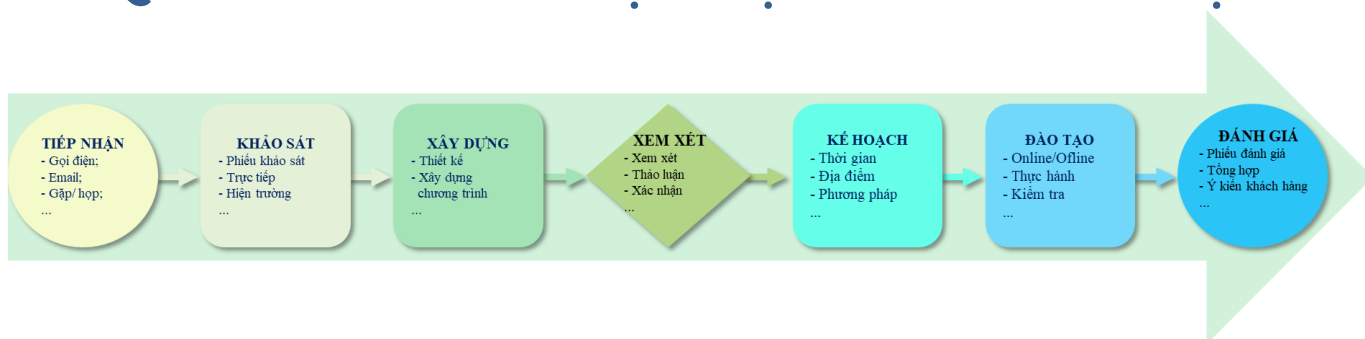 TIẾP NHẬN
- Gọi điện;
- Email;
- Gặp/ họp;
...
KHẢO SÁT
- Phiếu khảo sát
- Trực tiếp
- Hiện trường
...
XÂY DỰNG
- Thiết kế
- Xây dựng
chương trình
...
XEM XÉT
- Xem xét
- Thảo luận
- Xác nhận
...
KẾ HOẠCH
- Thời gian
- Địa điểm
- Phương pháp
...
ĐÀO TẠO
- Online/Ofline
- Thực hành
- Kiểm tra
...
ĐÁNH GIÁ
- Phiếu đánh giá
- Tổng hợp
- Ý kiến khách hàng
...